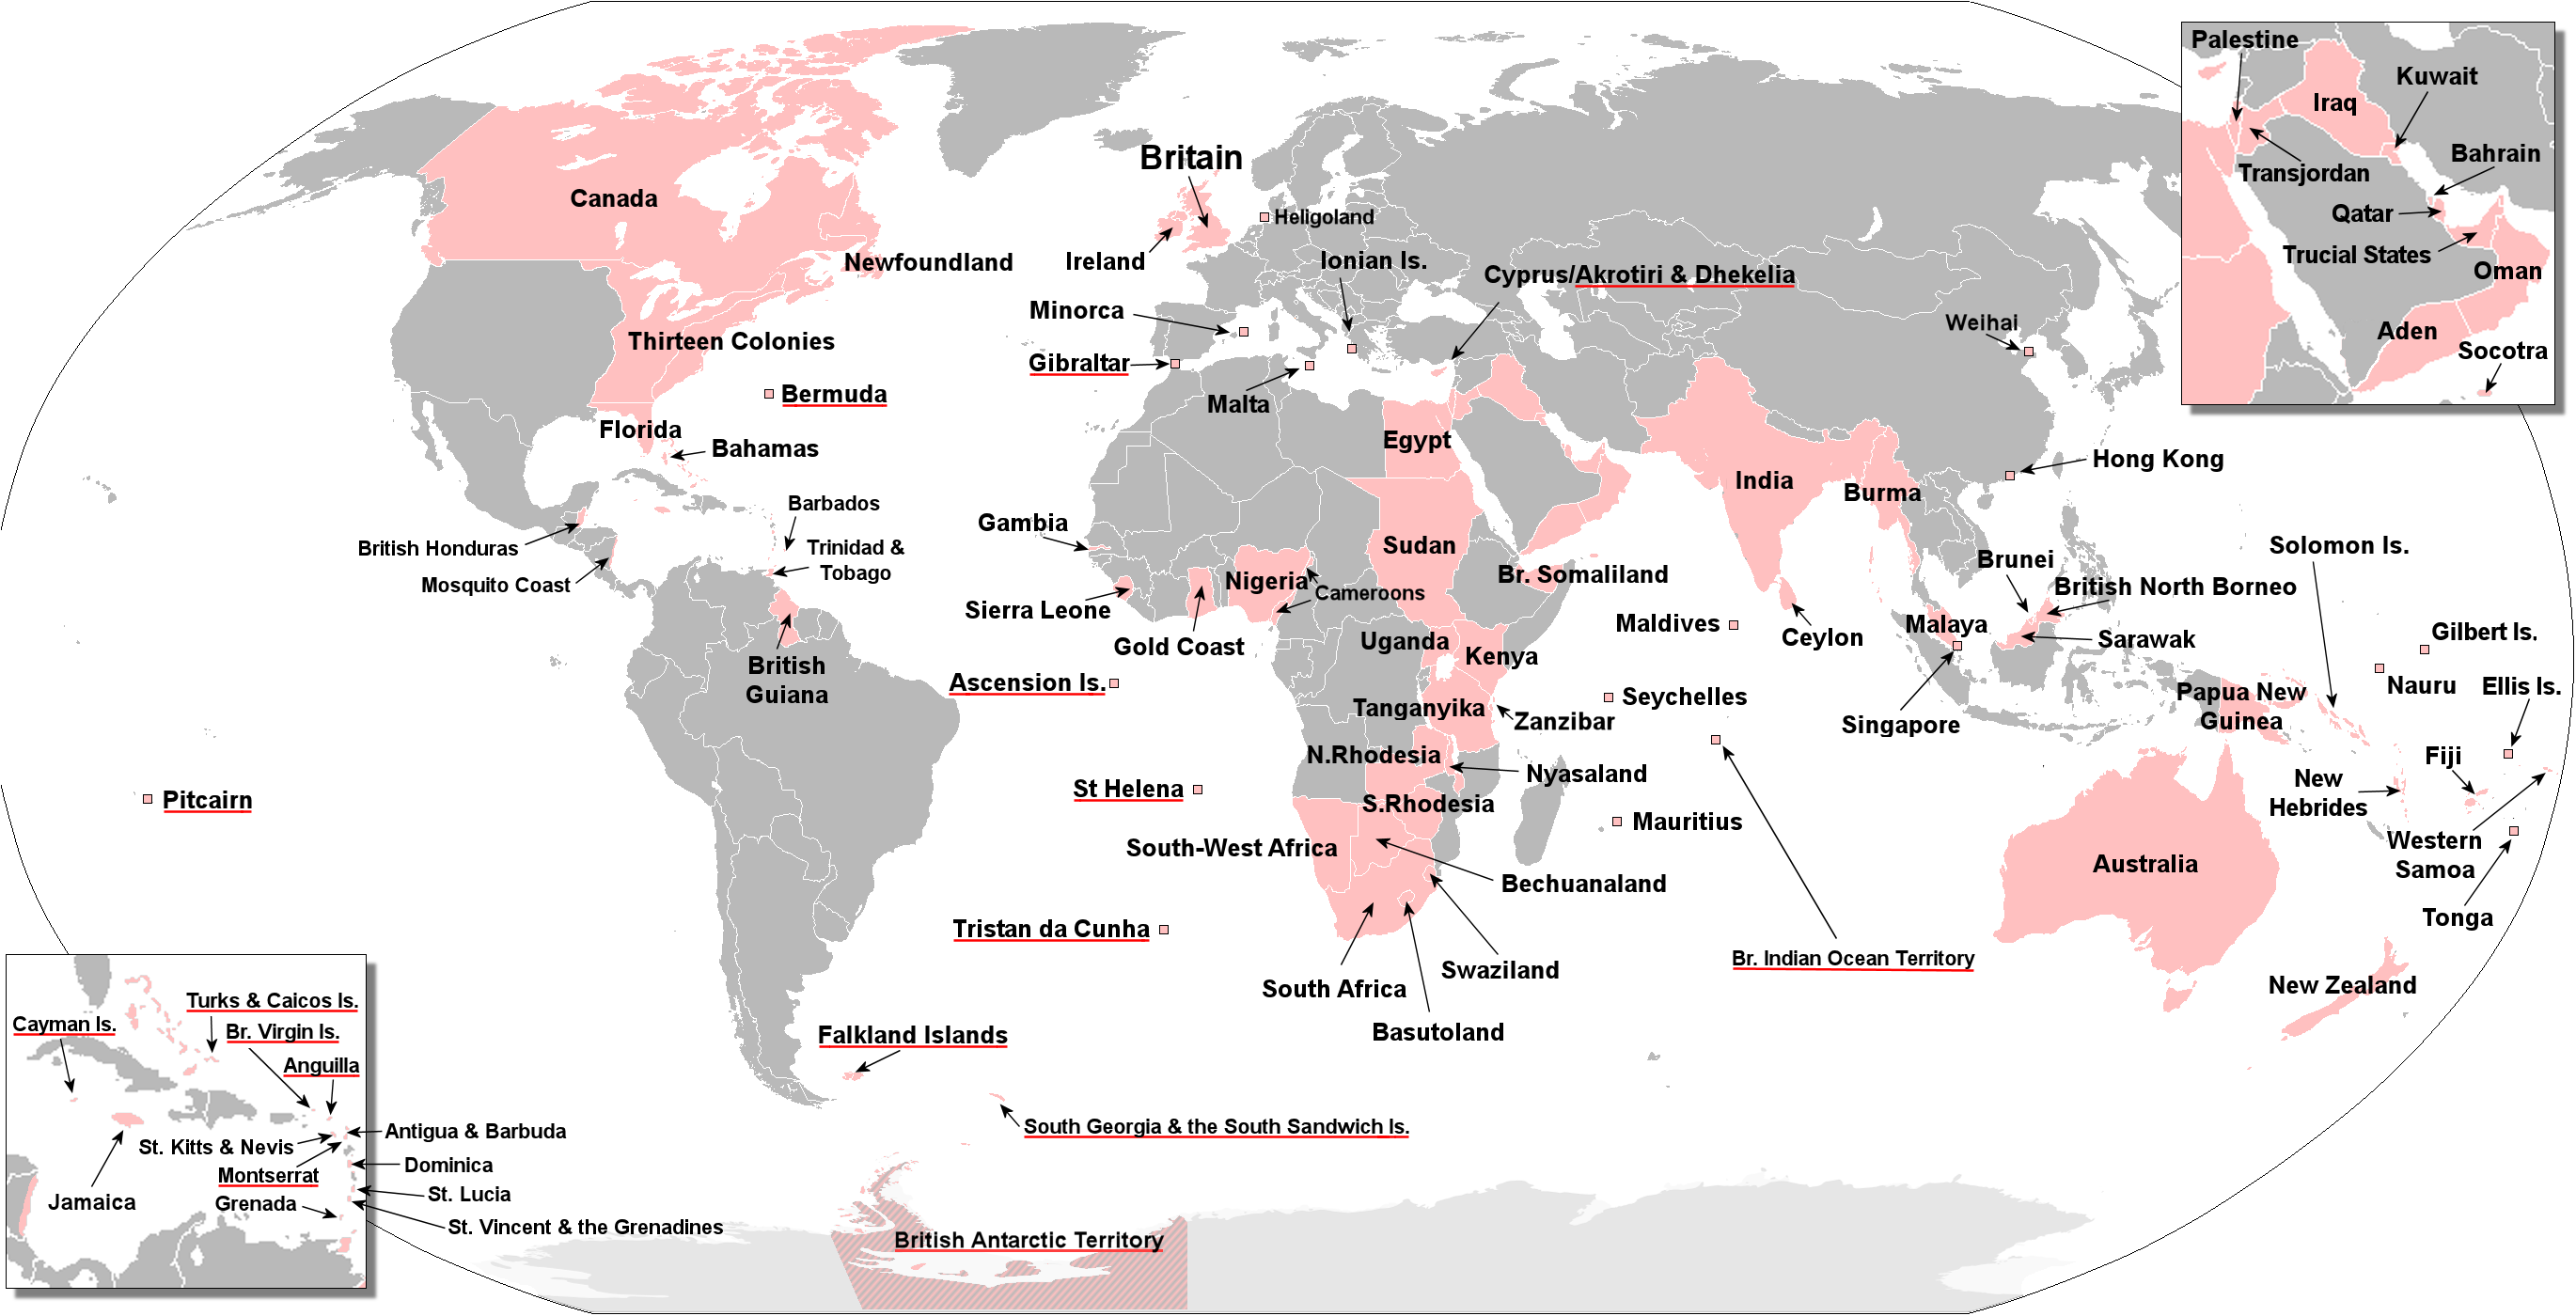 Palestine
Kuwait
Iraq
Bahrain
Transjordan
Qatar
Trucial States
Oman
Aden
Socotra
Britain
Canada
Heligoland
Newfoundland
Ireland
Ionian Is.
Cyprus/Akrotiri & Dhekelia
Minorca
Weihai
Thirteen Colonies
Gibraltar
Bermuda
Malta
Florida
Bahamas
Egypt
Hong Kong
India
Burma
Barbados
Gambia
British Honduras
Trinidad &
Tobago
Sudan
Solomon Is.
Mosquito Coast
Nigeria
Br. Somaliland
Brunei
British North Borneo
Cameroons
Sierra Leone
Maldives
Malaya
Ceylon
Gilbert Is.
Gold Coast
Uganda
Kenya
Sarawak
British
Guiana
Ascension Is.
Seychelles
Papua New
Guinea
Nauru
Ellis Is.
Tanganyika
Zanzibar
Singapore
N.Rhodesia
Nyasaland
Fiji
New
Hebrides
Pitcairn
St Helena
S.Rhodesia
Mauritius
South-West Africa
Western
Samoa
Australia
Bechuanaland
Tonga
Tristan da Cunha
Swaziland
Br. Indian Ocean Territory
South Africa
New Zealand
Basutoland
Falkland Islands
South Georgia & the South Sandwich Is.
British Antarctic Territory
Turks & Caicos Is.
Cayman Is.
Br. Virgin Is.
Anguilla
Antigua & Barbuda
St. Kitts & Nevis
Dominica
Montserrat
St. Lucia
Jamaica
Grenada
St. Vincent & the Grenadines